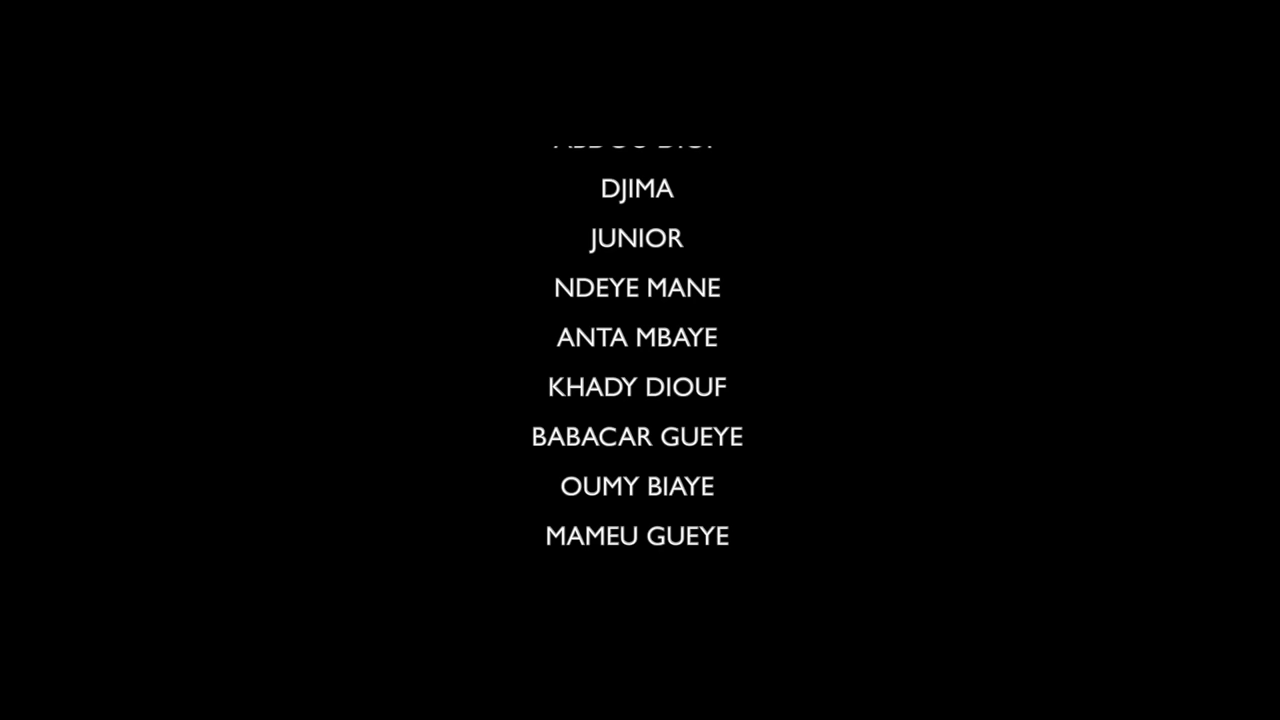 DJIMA
JUNIOR
NDEYE MANE
ANTA MBAYE
KHADY DIOUF
BABACAR GUEYE
OUMY BIAYE
MAMEU GUEYE